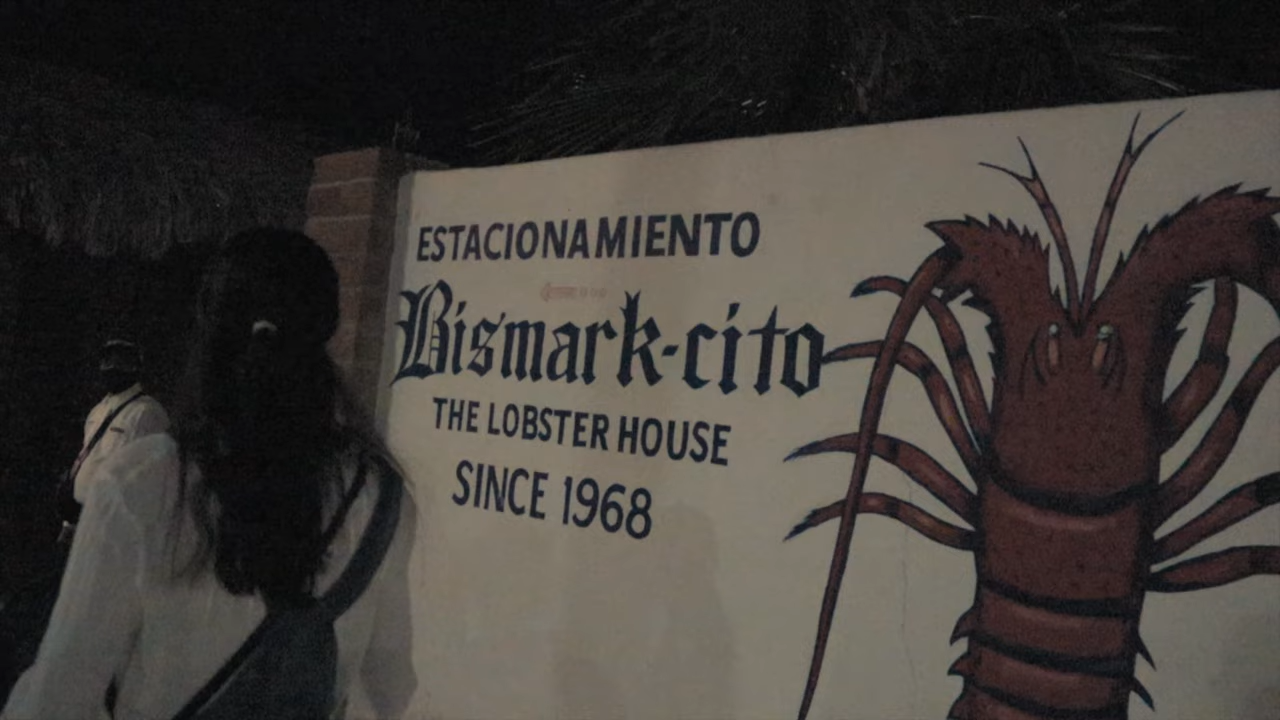 ESTACIONAMIENTO
Bismark-cito
THE LOBSTER HOUSE
SINCE 1968